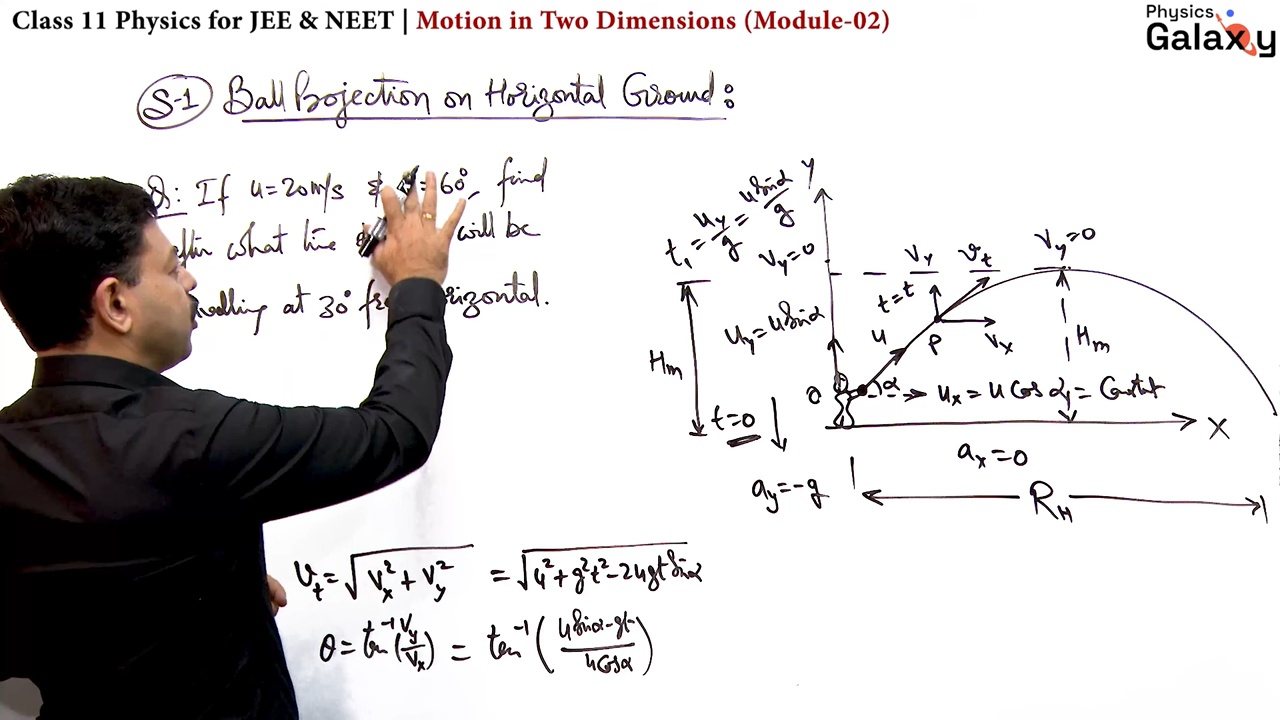 Class 11 Physics for JEE & NEET | Motion in Two Dimensions (Module-02)
Physics
Galaxy
S-1 Ball Projection on Horizontal Ground:
Q: If u=20m/s & =60°, find
what time will be
at 30° from horizontal.
Y
t₁ = uy/g = u sinα/g
vy=0
Vy
vt
Vy=0
t=t
uy = u sinα
u
P
Vx
Hm
Hm
O
α
ux = u cosα = Constant
t=0
X
ax=0
ay=-g
RH
vt = √(Vx² + Vy²) = √(u²+g²t²-2ugt sinα)
θ = tan⁻¹(Vy/Vx) = tan⁻¹((u sinα-gt)/(u cosα))